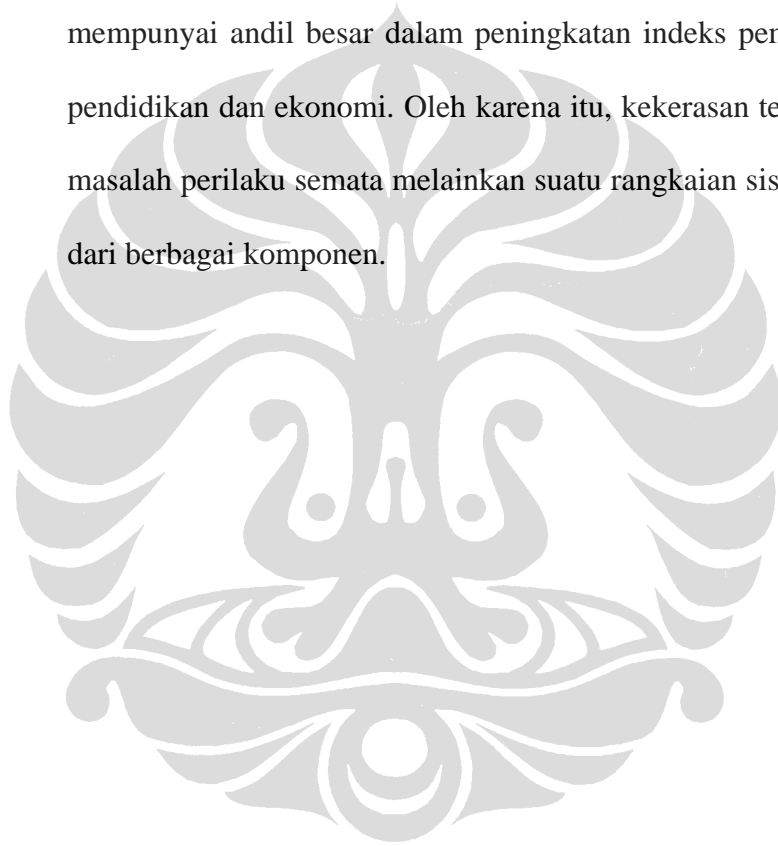 mempunyai andil besar dalam peningkatan indeks pen
pendidikan dan ekonomi. Oleh karena itu, kekerasan te
masalah perilaku semata melainkan suatu rangkaian sis
dari berbagai komponen.